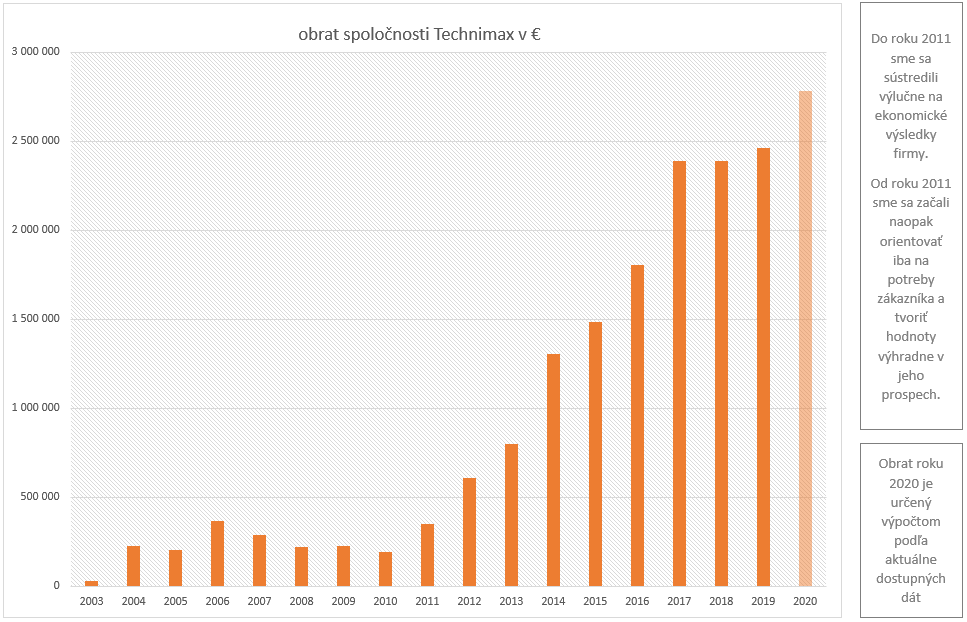 obrat spoločnosti Technimax v €
3 000 000
2 500 000
2 000 000
1 500 000
1 000 000
500 000
0
2003 2004 2005 2006 2007 2008 2009 2010 2011 2012 2013 2014 2015 2016 2017 2018 2019 2020
Do roku 2011
sme sa
sústredili
výlučne na
ekonomické
výsledky
firmy.
Od roku 2011
sme sa začali
naopak
orientovať
iba na
potreby
zákazníka a
tvoriť
hodnoty
výhradne v
jeho
prospech.
Obrat roku
2020 je
určený
výpočtom
podľa
aktuálne
dostupných
dát